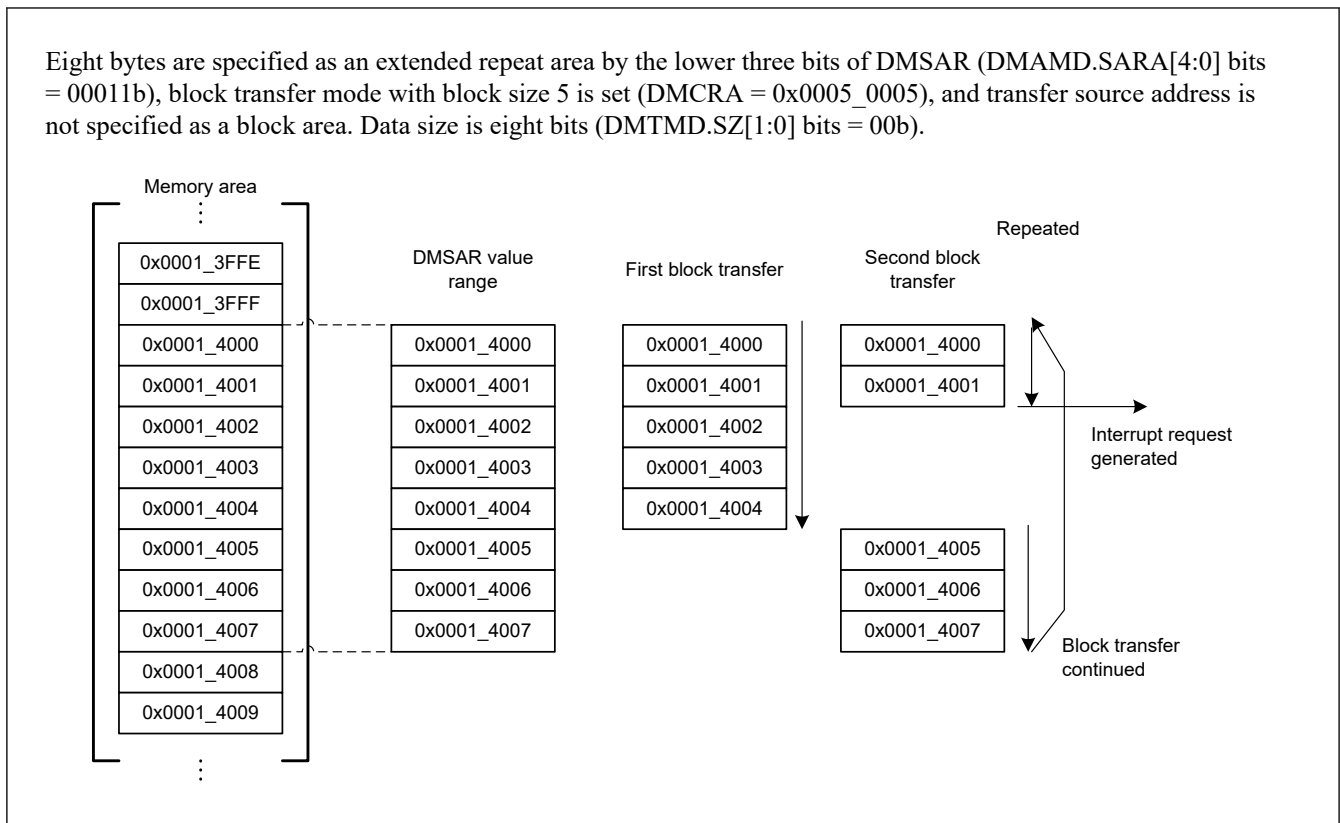 Eight bytes are specified as an extended repeat area by the lower three bits of DMSAR (DMAMD.SARA[4:0] bits
= 00011b), block transfer mode with block size 5 is set (DMCRA = 0x0005_0005), and transfer source address is
not specified as a block area. Data size is eight bits (DMTMD.SZ[1:0] bits = 00b).
Memory area
0x0001_3FFE
0x0001_3FFF
0x0001_4000
0x0001_4001
0x0001_4002
0x0001_4003
0x0001_4004
0x0001_4005
0x0001_4006
0x0001_4007
0x0001_4008
0x0001_4009
DMSAR value
range
0x0001_4000
0x0001_4001
0x0001_4002
0x0001_4003
0x0001_4004
0x0001_4005
0x0001_4006
0x0001_4007
First block transfer
0x0001_4000
0x0001_4001
0x0001_4002
0x0001_4003
0x0001_4004
Second block
transfer
0x0001_4000
0x0001_4001
0x0001_4005
0x0001_4006
0x0001_4007
Repeated
Interrupt request
generated
Block transfer
continued